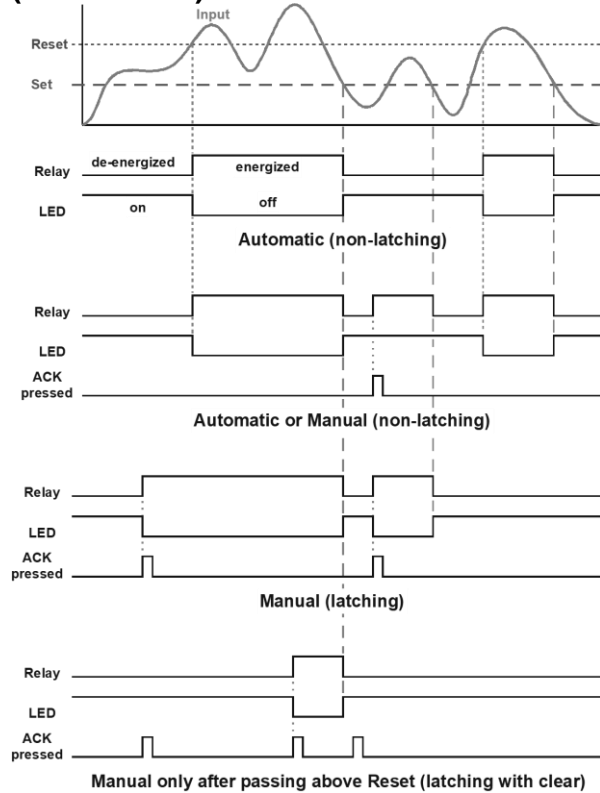 Input
Reset
Set
de-energized
energized
Relay
LED
on
off
Automatic (non-latching)
Relay
LED
ACK
pressed
Automatic or Manual (non-latching)
Relay
LED
ACK
pressed
Manual (latching)
Relay
LED
ACK
pressed
Manual only after passing above Reset (latching with clear)